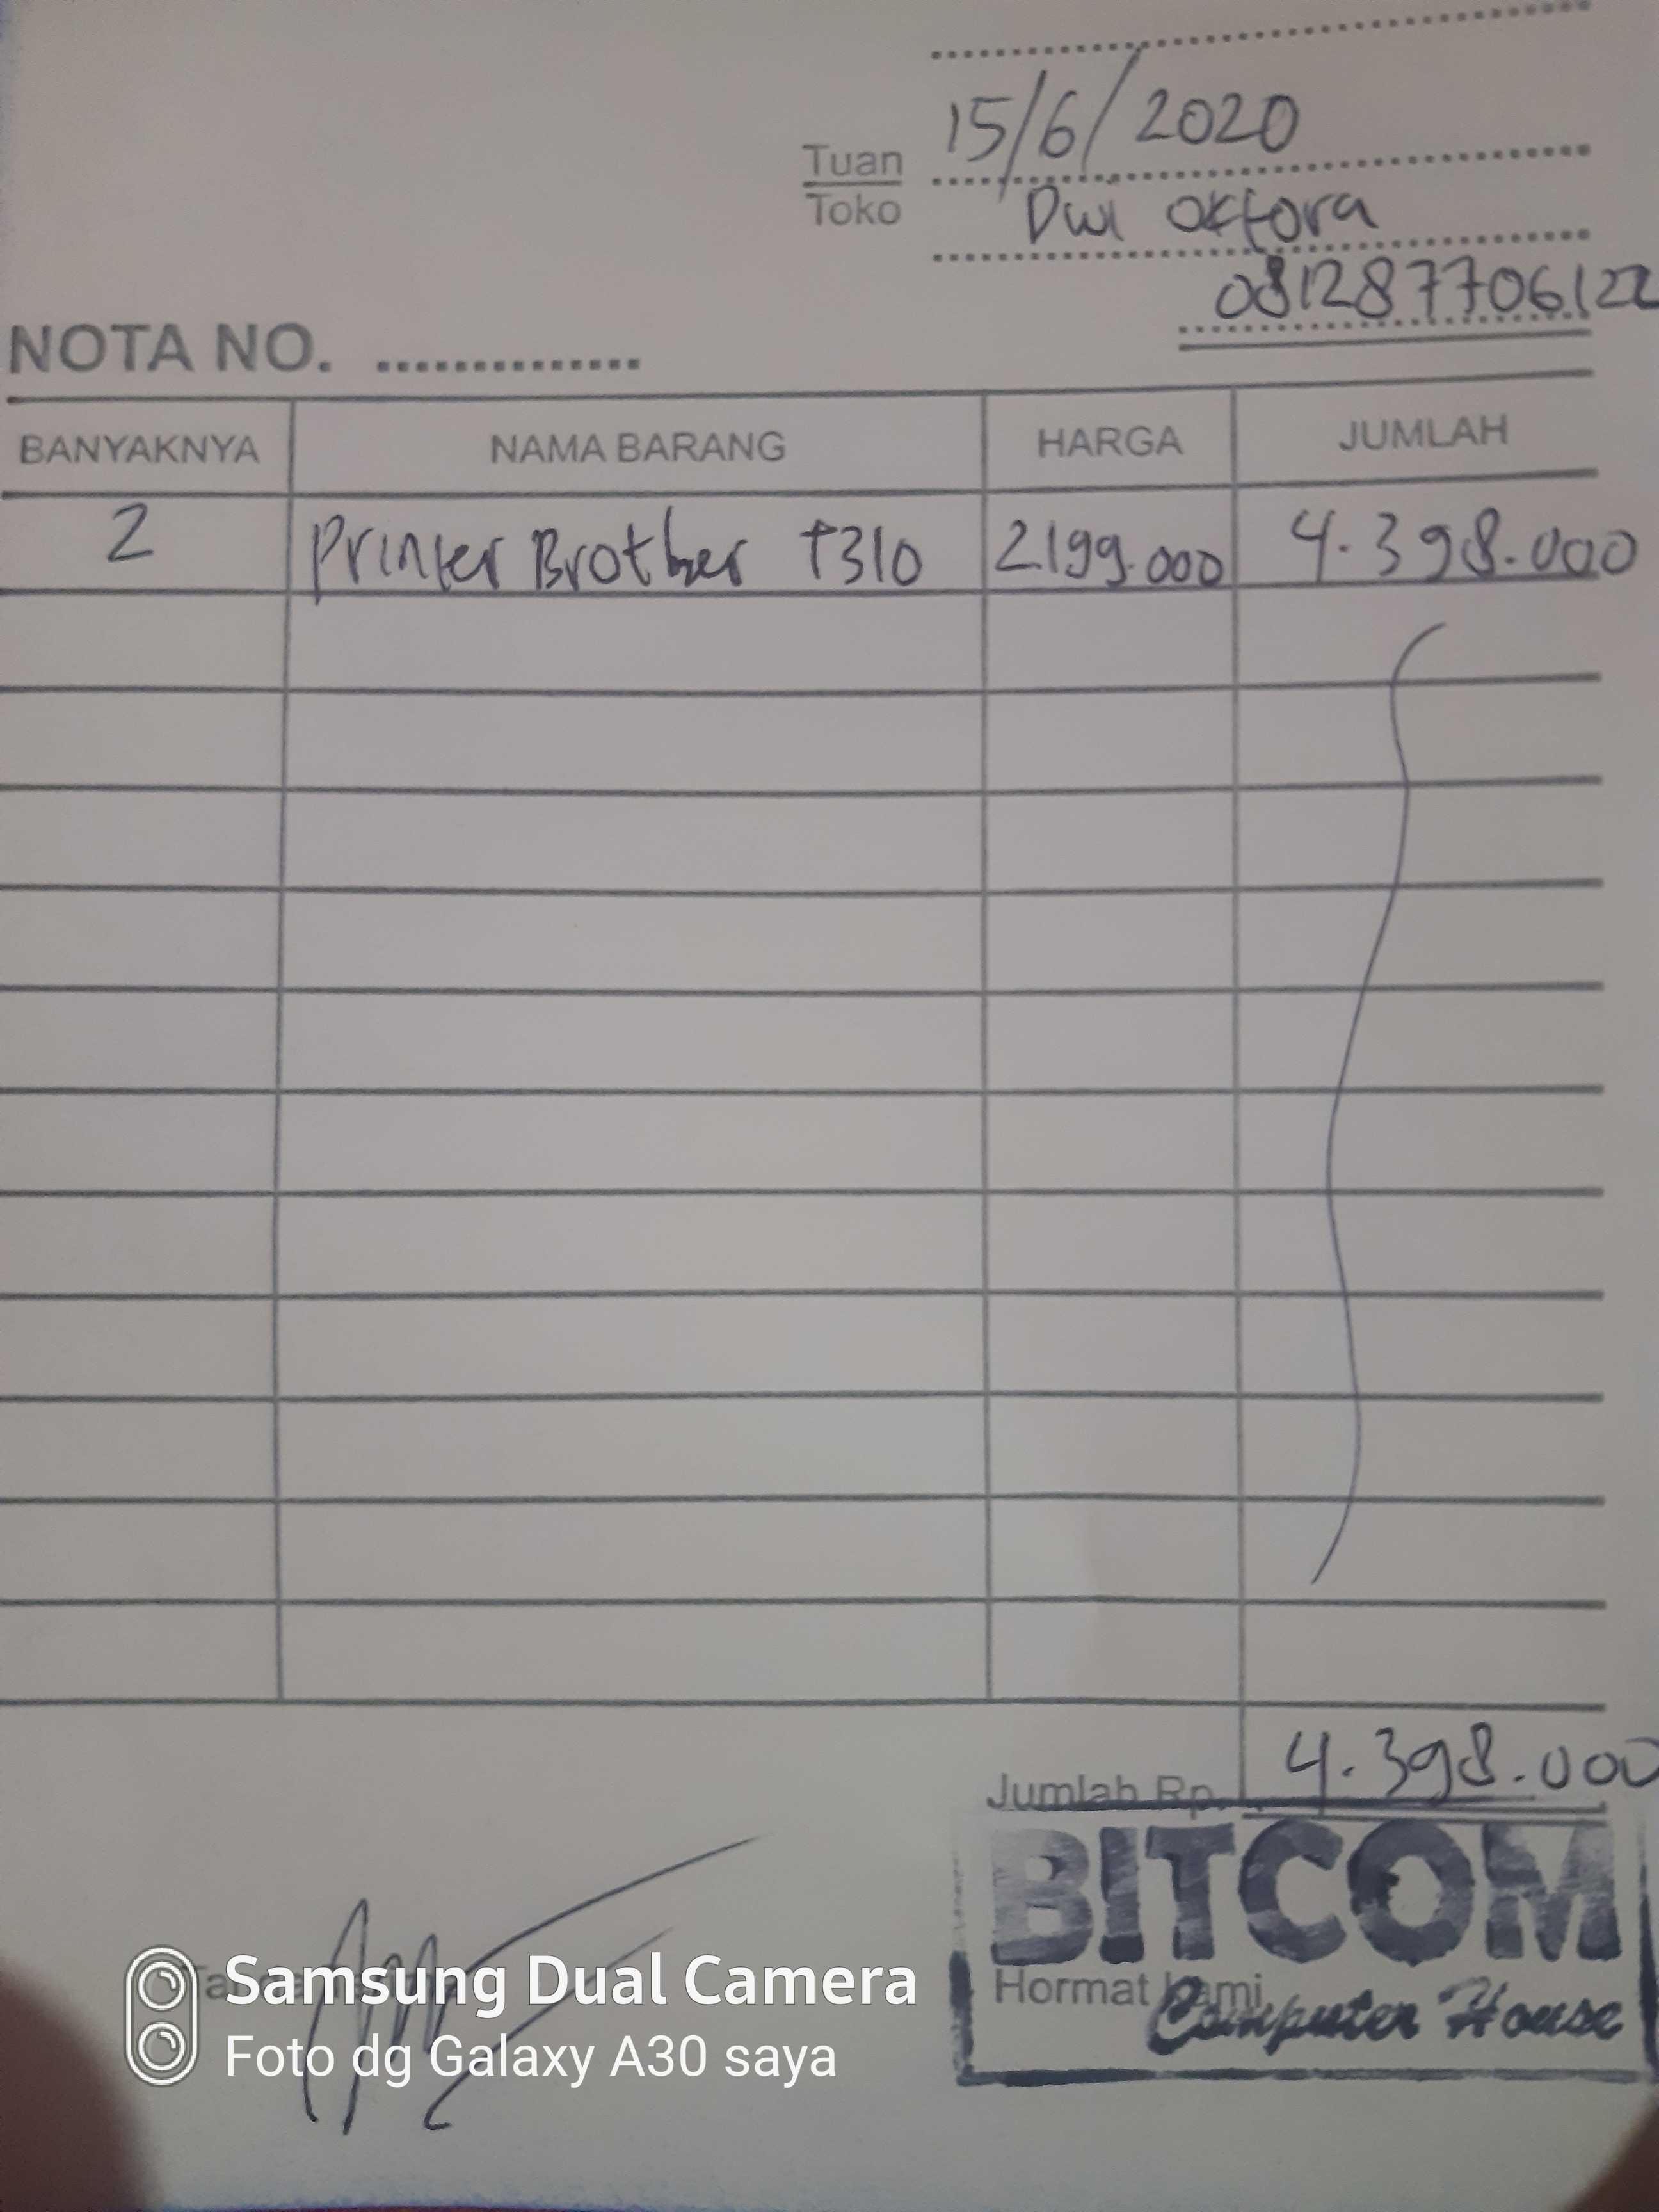 15/6/2020
Tuan
Toko
Dwi Oktora
081287706122
NOTA NO. ..............
BANYAKNYA NAMA BARANG HARGA JUMLAH
2 Printer Brother T310 2199.000 4.398.000
Jumlah Rp. 4.398.000
BITCOM
Hormat Kami
Computer House
Samsung Dual Camera
Foto dg Galaxy A30 saya